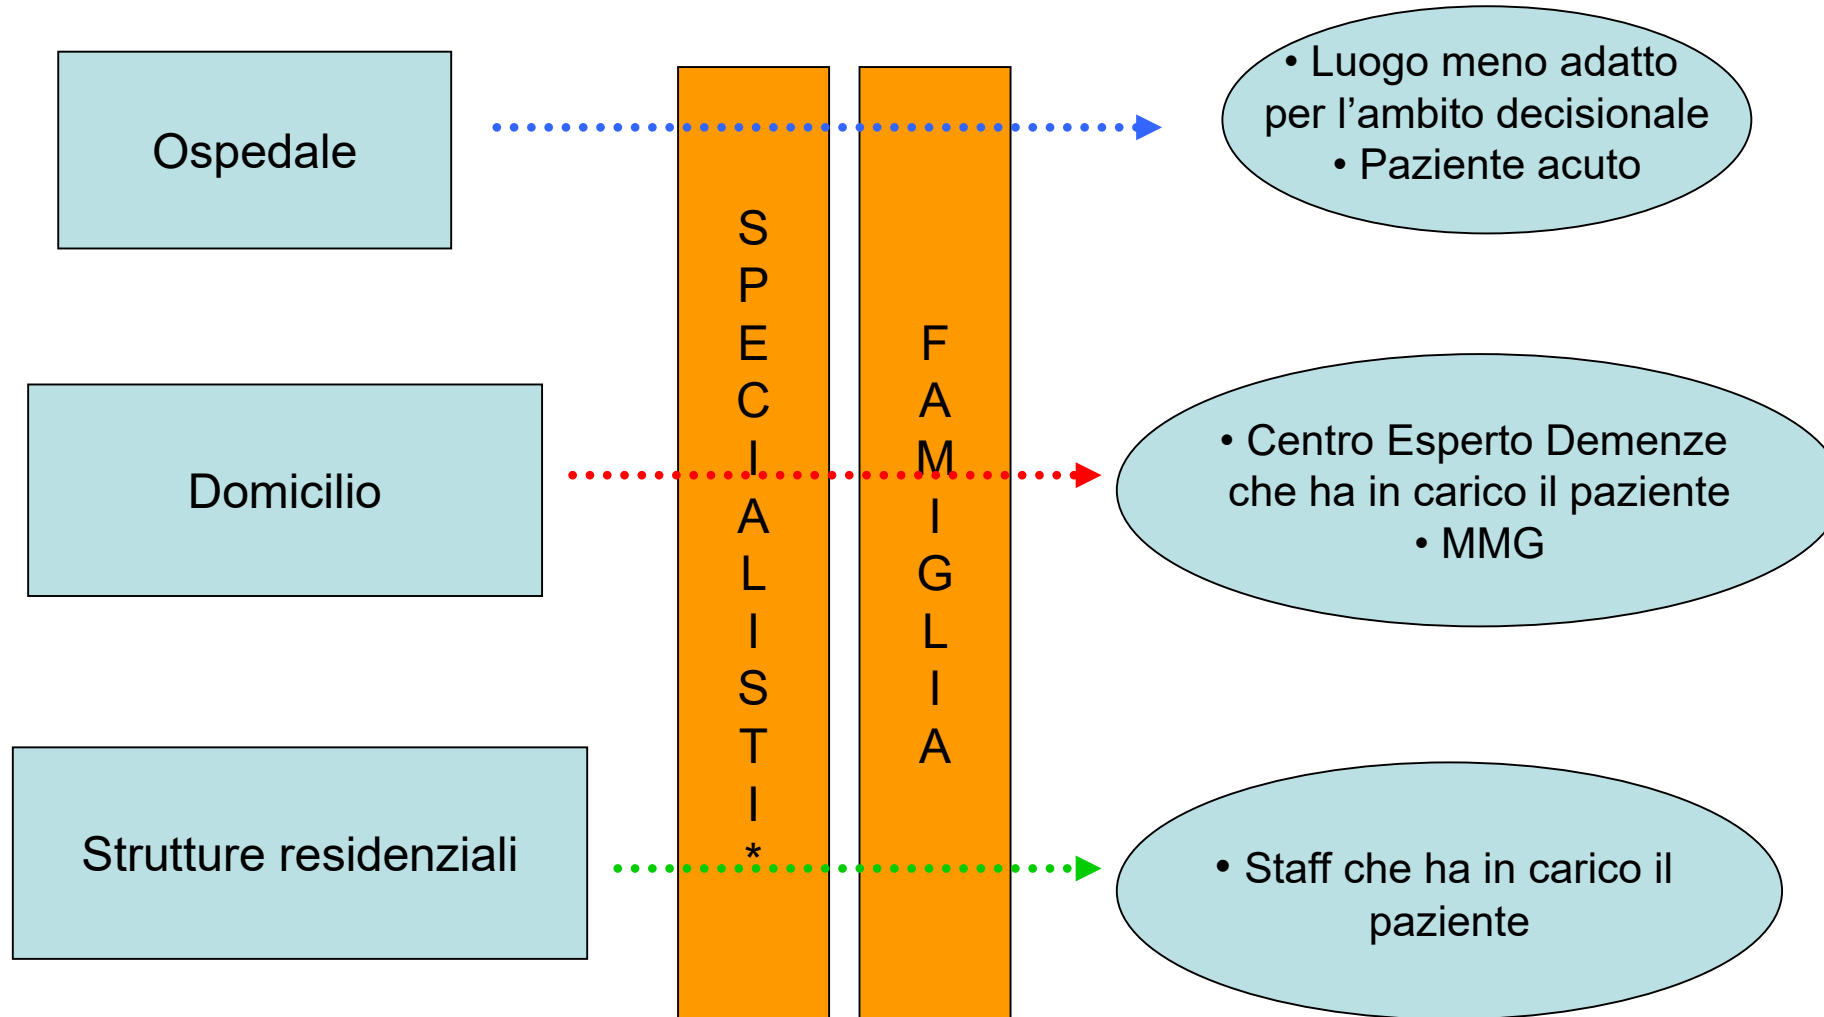 Ospedale
Domicilio
Strutture residenziali
S
P
E
C
I
A
L
I
S
T
I
*
F
A
M
I
G
L
I
A
• Luogo meno adatto
per l’ambito decisionale
• Paziente acuto
• Centro Esperto Demenze
che ha in carico il paziente
• MMG
• Staff che ha in carico il
paziente